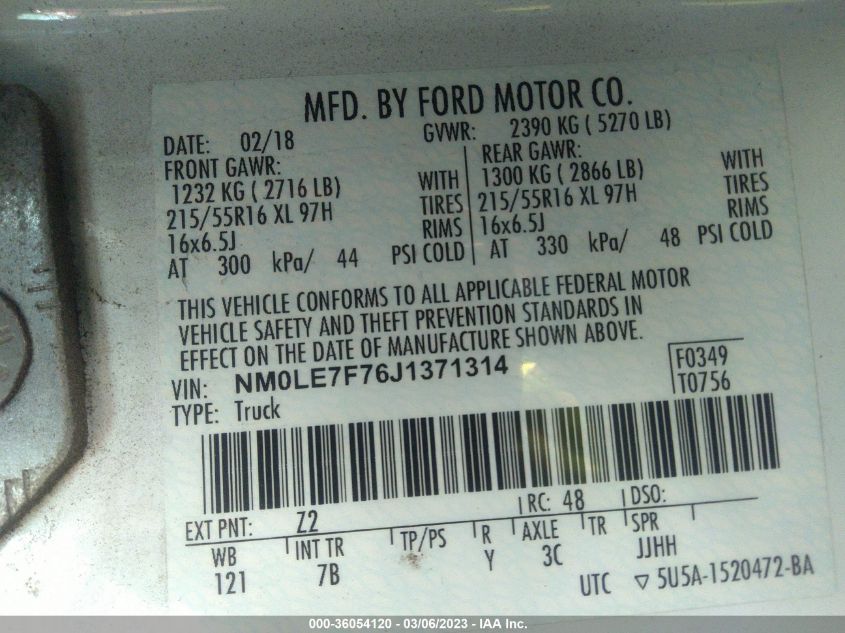 MFD. BY FORD MOTOR CO.
DATE: 02/18 GVWR: 2390 KG ( 5270 LB)
FRONT GAWR: REAR GAWR:
1232 KG ( 2716 LB) WITH 1300 KG ( 2866 LB) WITH
215/55R16 XL 97H TIRES 215/55R16 XL 97H TIRES
16x6.5J RIMS 16x6.5J RIMS
AT 300 kPa/ 44 PSI COLD AT 330 kPa/ 48 PSI COLD
THIS VEHICLE CONFORMS TO ALL APPLICABLE FEDERAL MOTOR
VEHICLE SAFETY AND THEFT PREVENTION STANDARDS IN
EFFECT ON THE DATE OF MANUFACTURE SHOWN ABOVE.
VIN: NM0LE7F76J1371314 F0349
TYPE: Truck T0756
EXT PNT: Z2 RC: 48 DSO:
WB INT TR TP/PS R AXLE TR SPR
121 7B Y 3C JJHH
UTC ▽ 5U5A-1520472-BA
000-36054120 — 03/06/2023 — IAA Inc.